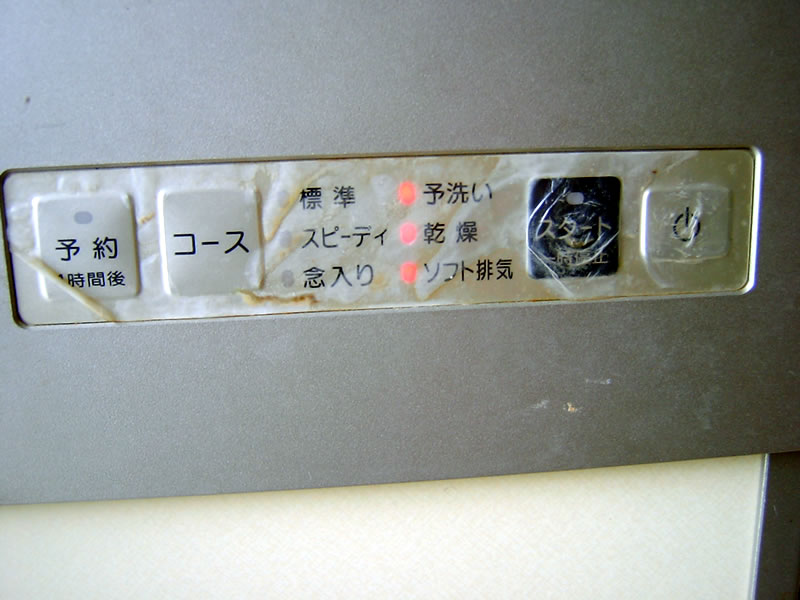 予約
4時間後
コース
標準
スピーディ
念入り
予洗い
乾燥
ソフト排気
スタート